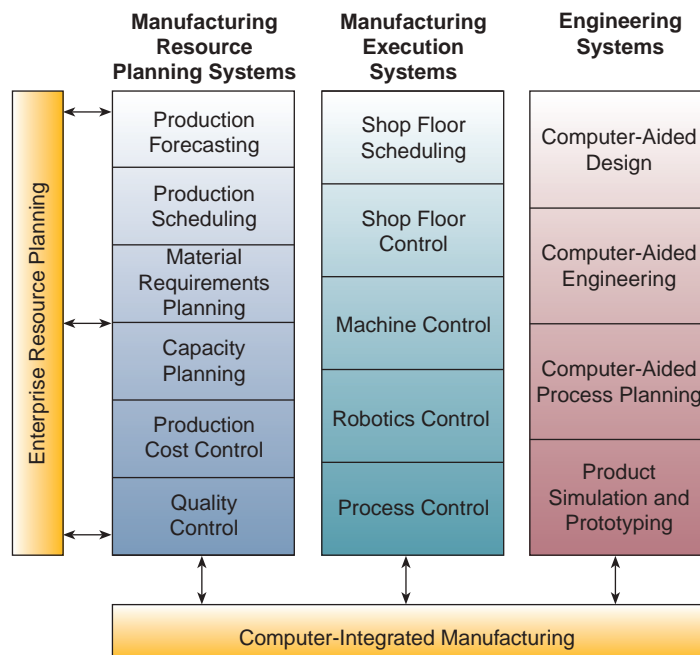 Manufacturing
Resource
Planning Systems
Manufacturing
Execution
Systems
Engineering
Systems
Enterprise Resource Planning
Production
Forecasting
Production
Scheduling
Material
Requirements
Planning
Capacity
Planning
Production
Cost Control
Quality
Control
Shop Floor
Scheduling
Shop Floor
Control
Machine Control
Robotics Control
Process Control
Computer-Aided
Design
Computer-Aided
Engineering
Computer-Aided
Process Planning
Product
Simulation and
Prototyping
Computer-Integrated Manufacturing